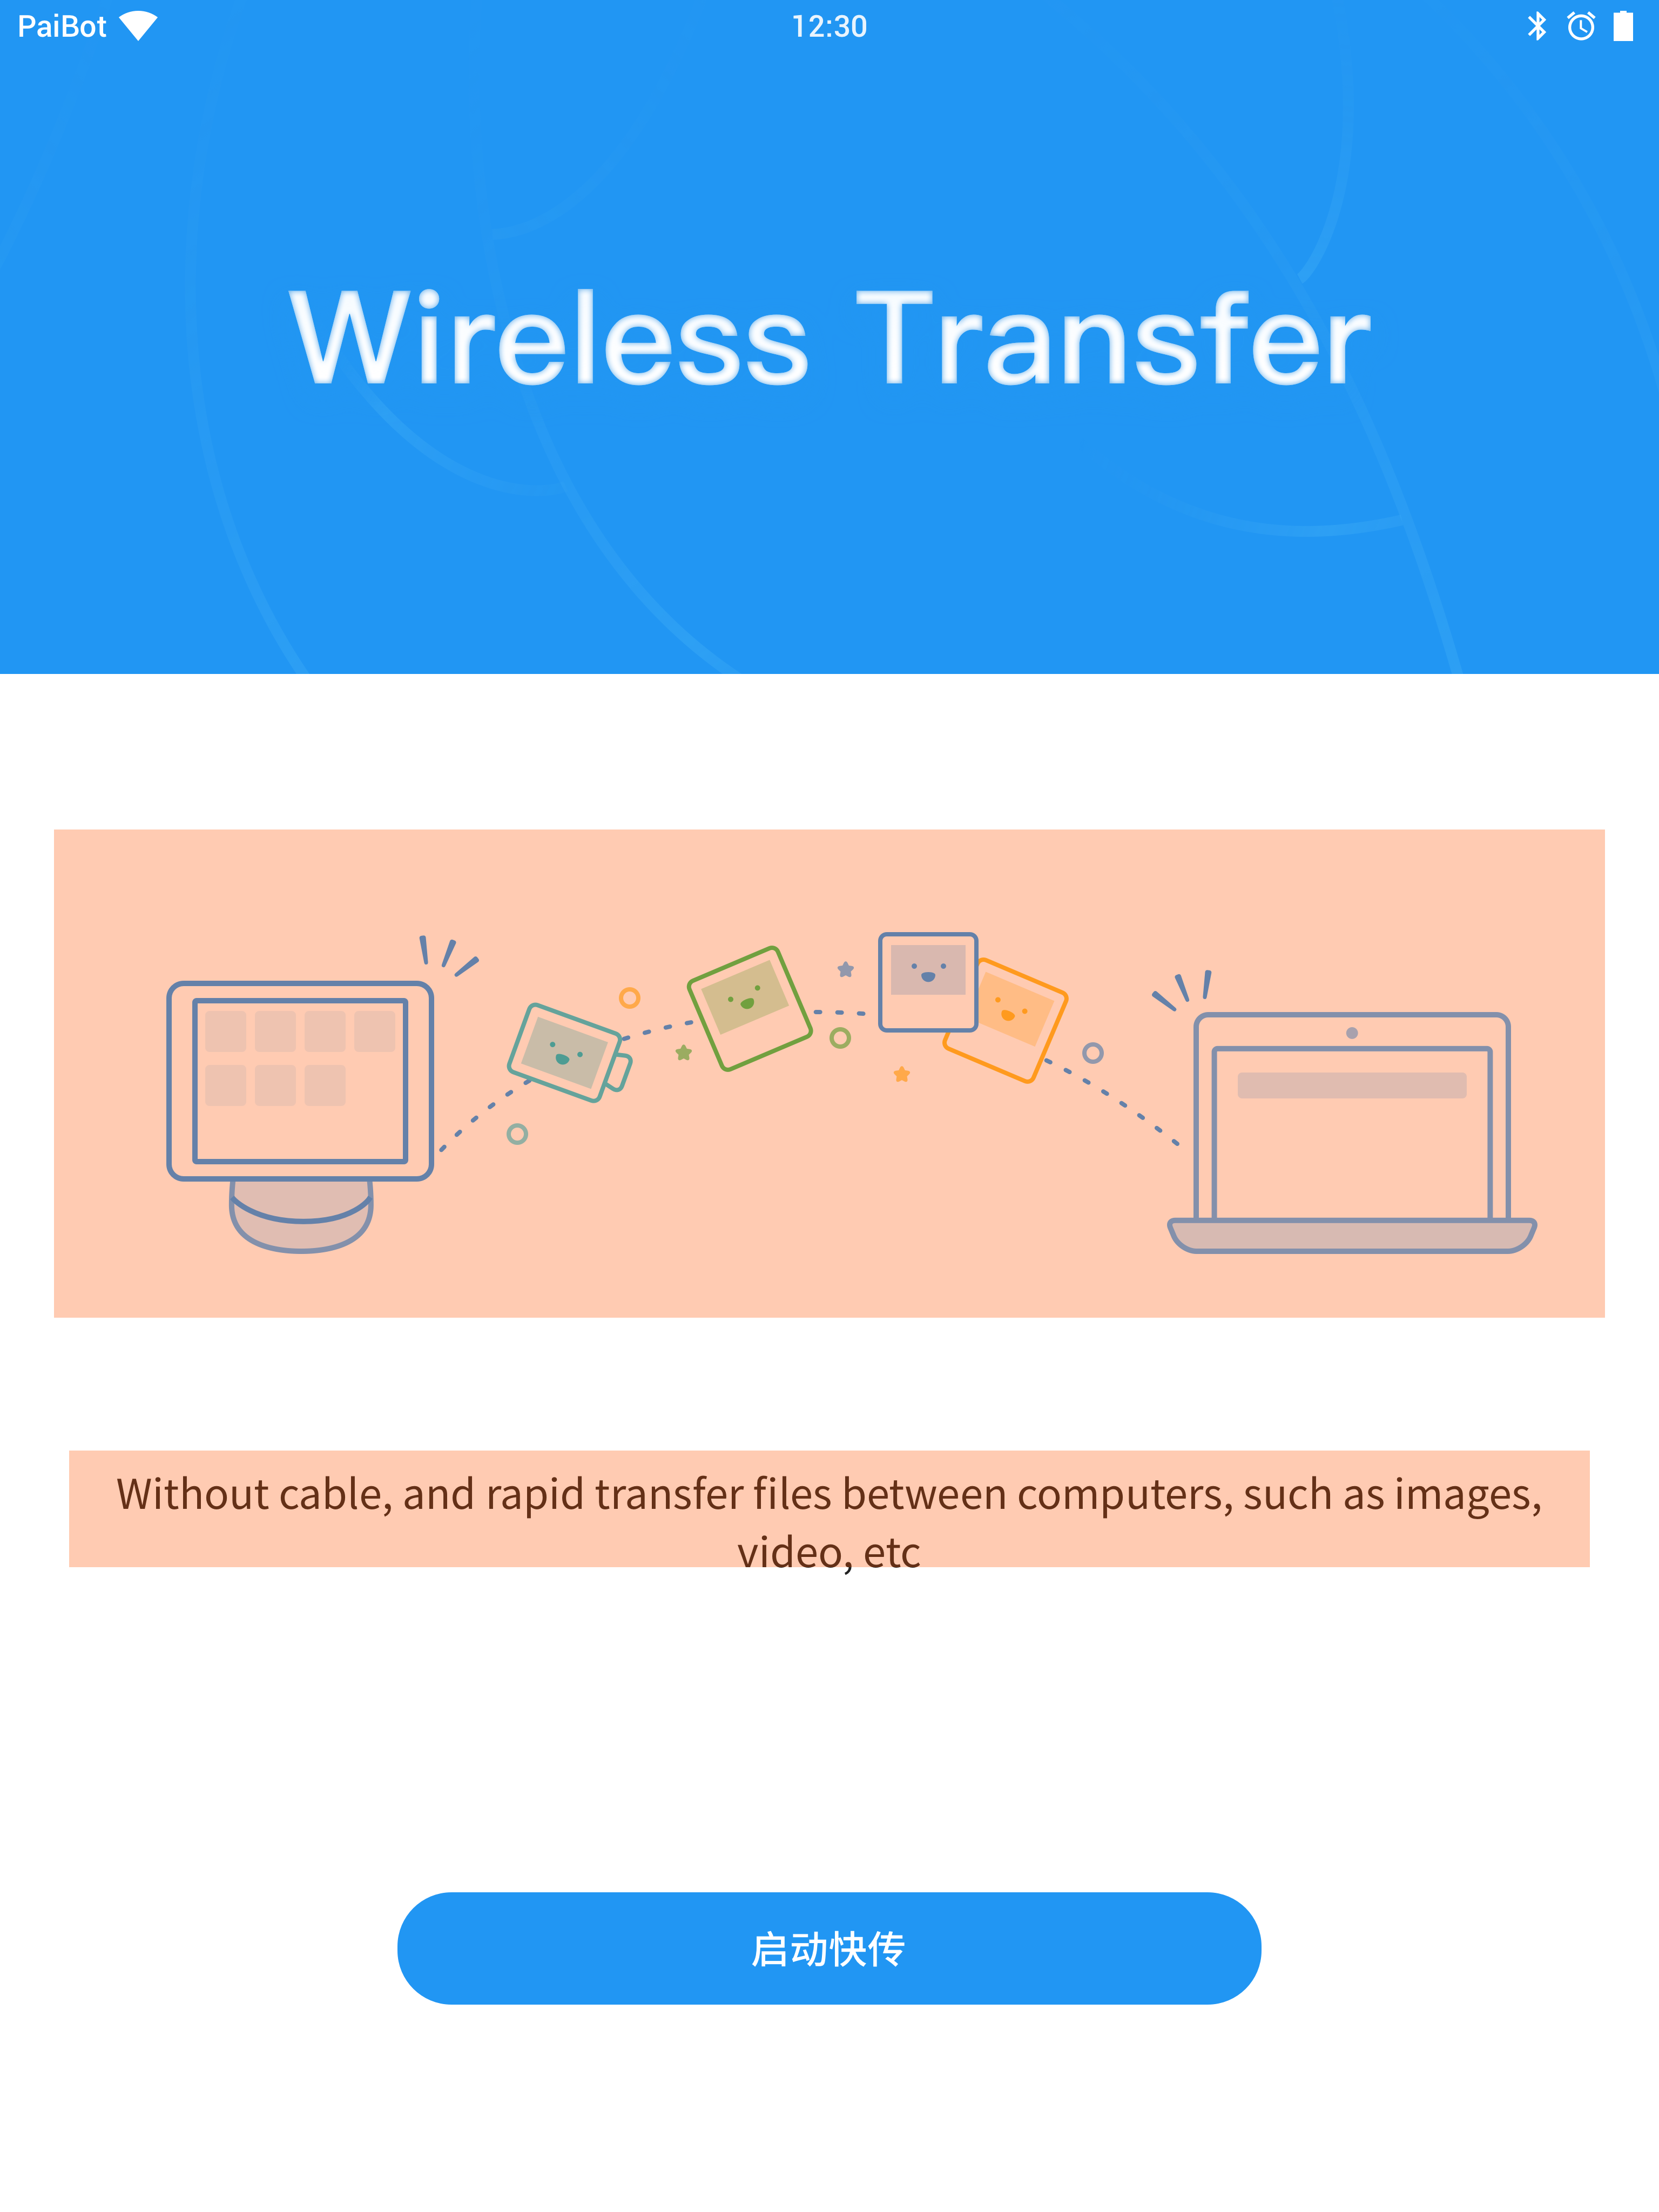 PaiBot
12:30
Wireless Transfer
Without cable, and rapid transfer files between computers, such as images,
video, etc
启动快传